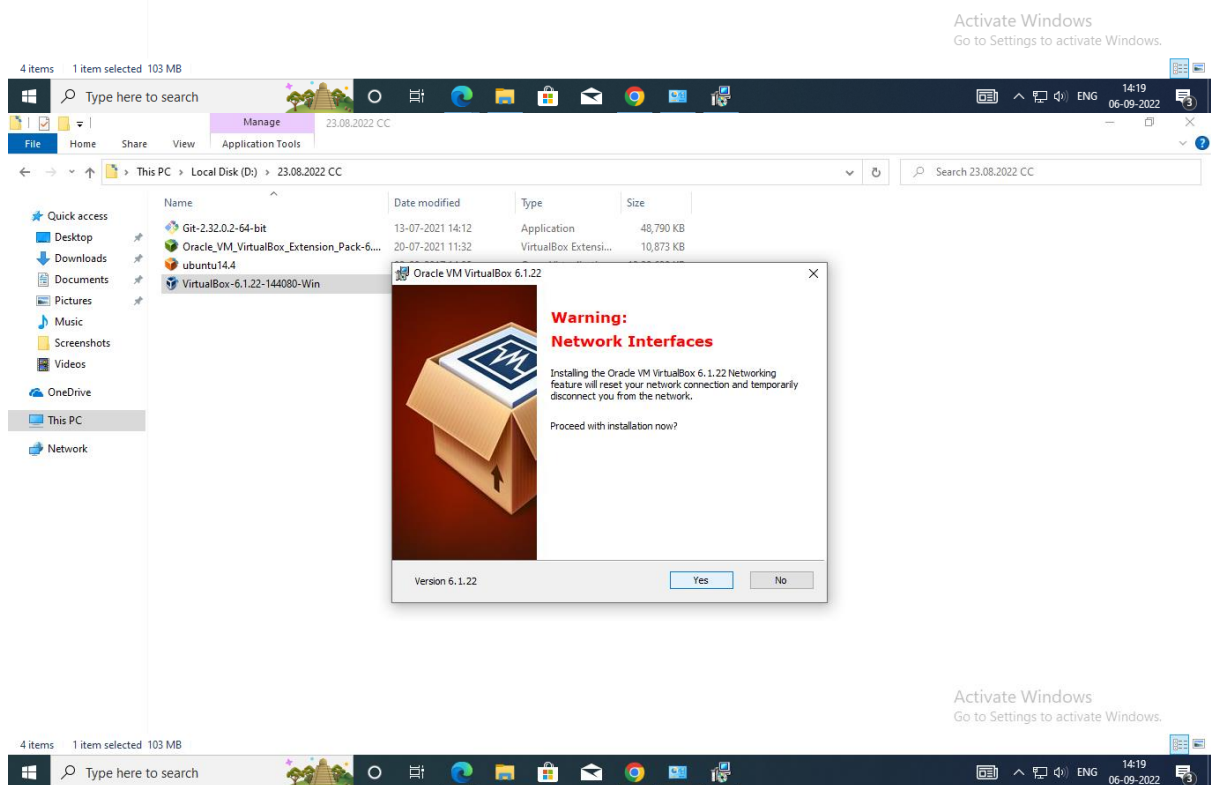 Activate Windows
Go to Settings to activate Windows.
4 items 1 item selected 103 MB
Type here to search
ENG
14:19
06-09-2022
3
Manage 23.08.2022 CC
File Home Share View Application Tools
This PC › Local Disk (D:) › 23.08.2022 CC
Search 23.08.2022 CC
Name Date modified Type Size
Quick access
Desktop
Downloads
Documents
Pictures
Music
Screenshots
Videos
OneDrive
This PC
Network
Git-2.32.0.2-64-bit 13-07-2021 14:12 Application 48,790 KB
Oracle_VM_VirtualBox_Extension_Pack-6.... 20-07-2021 11:32 VirtualBox Extensi... 10,873 KB
ubuntu14.4
VirtualBox-6.1.22-144080-Win
Oracle VM VirtualBox 6.1.22
Warning:
Network Interfaces
Installing the Oracle VM VirtualBox 6.1.22 Networking
feature will reset your network connection and temporarily
disconnect you from the network.
Proceed with installation now?
Version 6.1.22
Yes No
Activate Windows
Go to Settings to activate Windows.
4 items 1 item selected 103 MB
Type here to search
ENG
14:19
06-09-2022
3